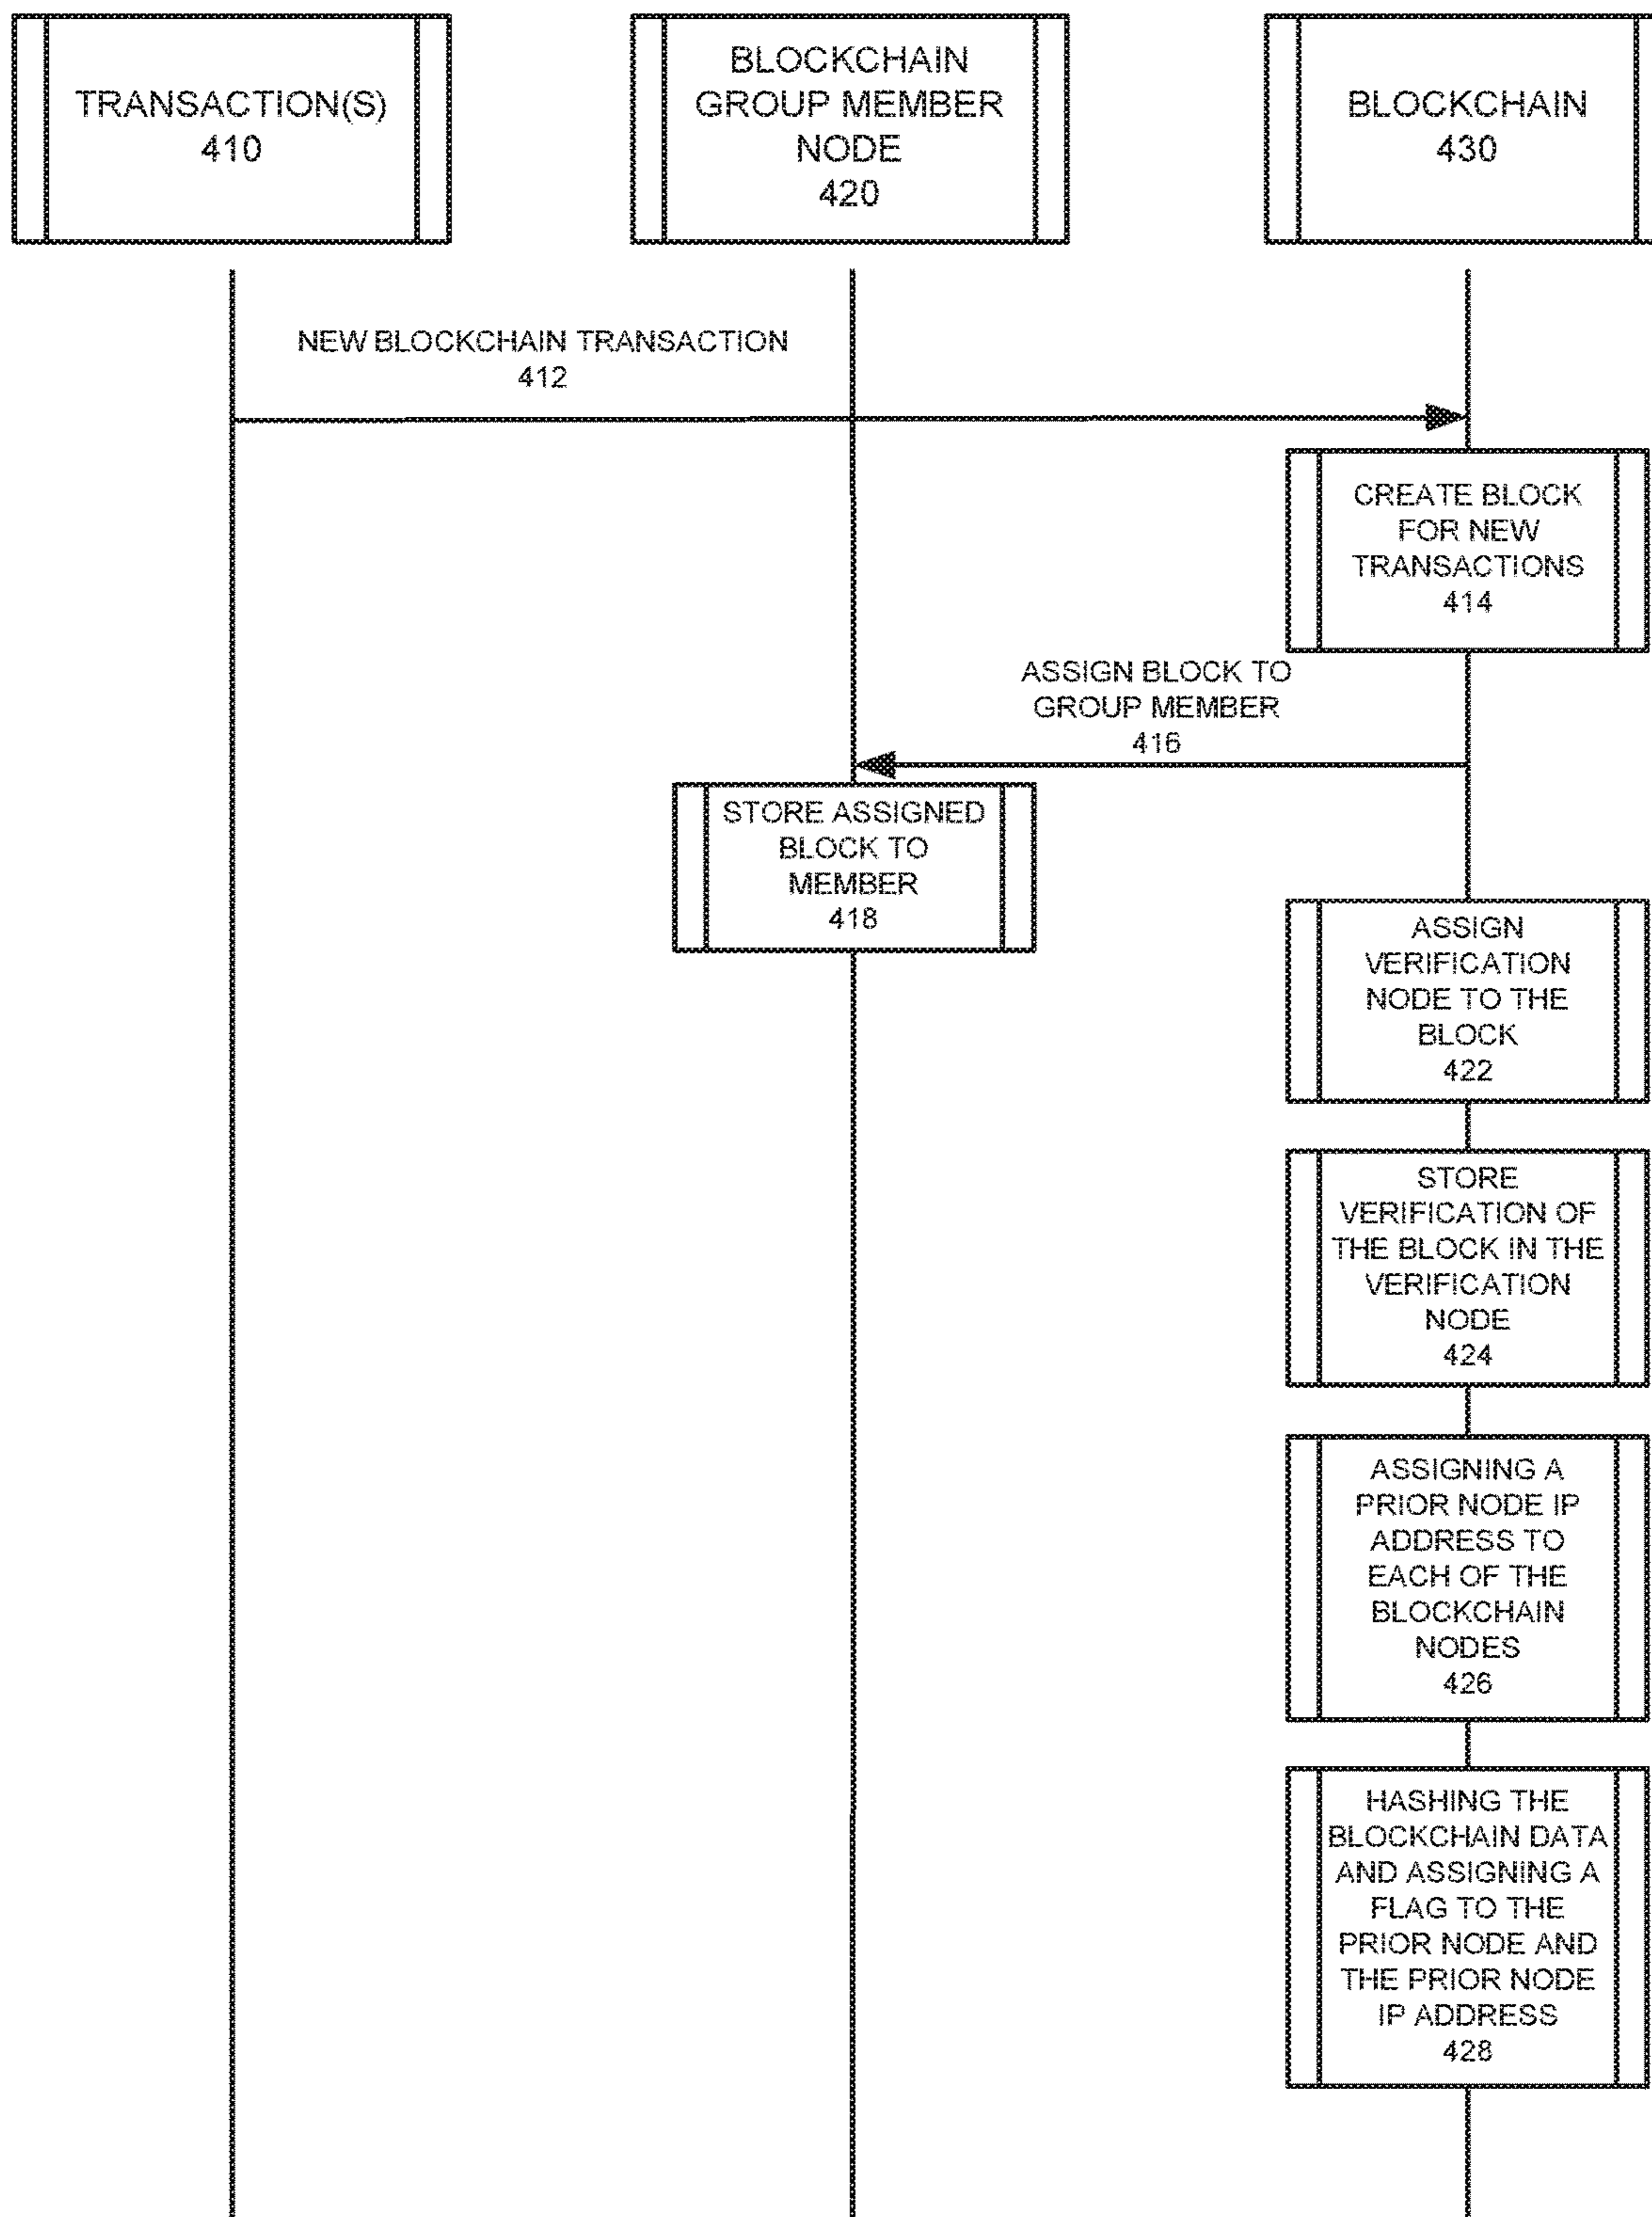 TRANSACTION(S)
410
BLOCKCHAIN
GROUP MEMBER
NODE
420
BLOCKCHAIN
430
NEW BLOCKCHAIN TRANSACTION
412
CREATE BLOCK
FOR NEW
TRANSACTIONS
414
ASSIGN BLOCK TO
GROUP MEMBER
416
STORE ASSIGNED
BLOCK TO
MEMBER
418
ASSIGN
VERIFICATION
NODE TO THE
BLOCK
422
STORE
VERIFICATION OF
THE BLOCK IN THE
VERIFICATION
NODE
424
ASSIGNING A
PRIOR NODE IP
ADDRESS TO
EACH OF THE
BLOCKCHAIN
NODES
426
HASHING THE
BLOCKCHAIN DATA
AND ASSIGNING A
FLAG TO THE
PRIOR NODE AND
THE PRIOR NODE
IP ADDRESS
428